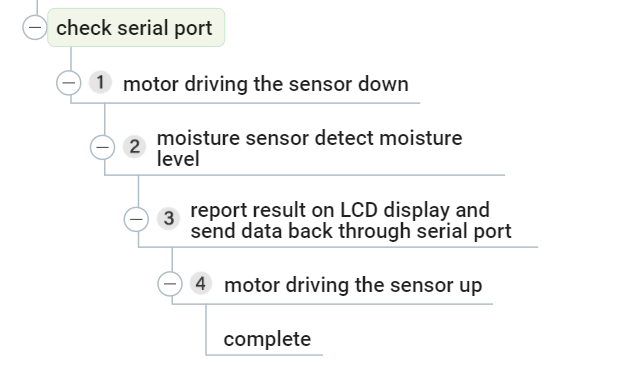 check serial port
1 motor driving the sensor down
2 moisture sensor detect moisture
level
3 report result on LCD display and
send data back through serial port
4 motor driving the sensor up
complete